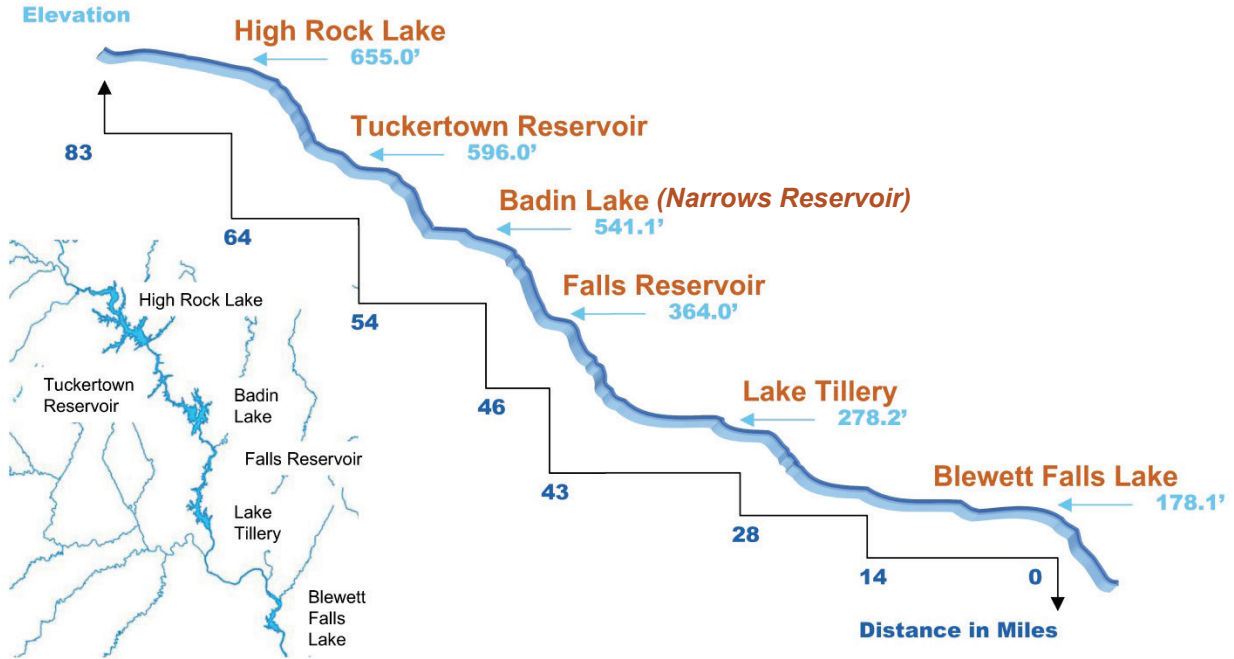 Elevation
High Rock Lake
655.0’
Tuckertown Reservoir
596.0’
83
Badin Lake (Narrows Reservoir)
541.1’
64
Falls Reservoir
364.0’
54
Lake Tillery
278.2’
46
Blewett Falls Lake
178.1’
43
28
14
0
Distance in Miles
High Rock Lake
Tuckertown
Reservoir
Badin
Lake
Falls Reservoir
Lake
Tillery
Blewett
Falls
Lake